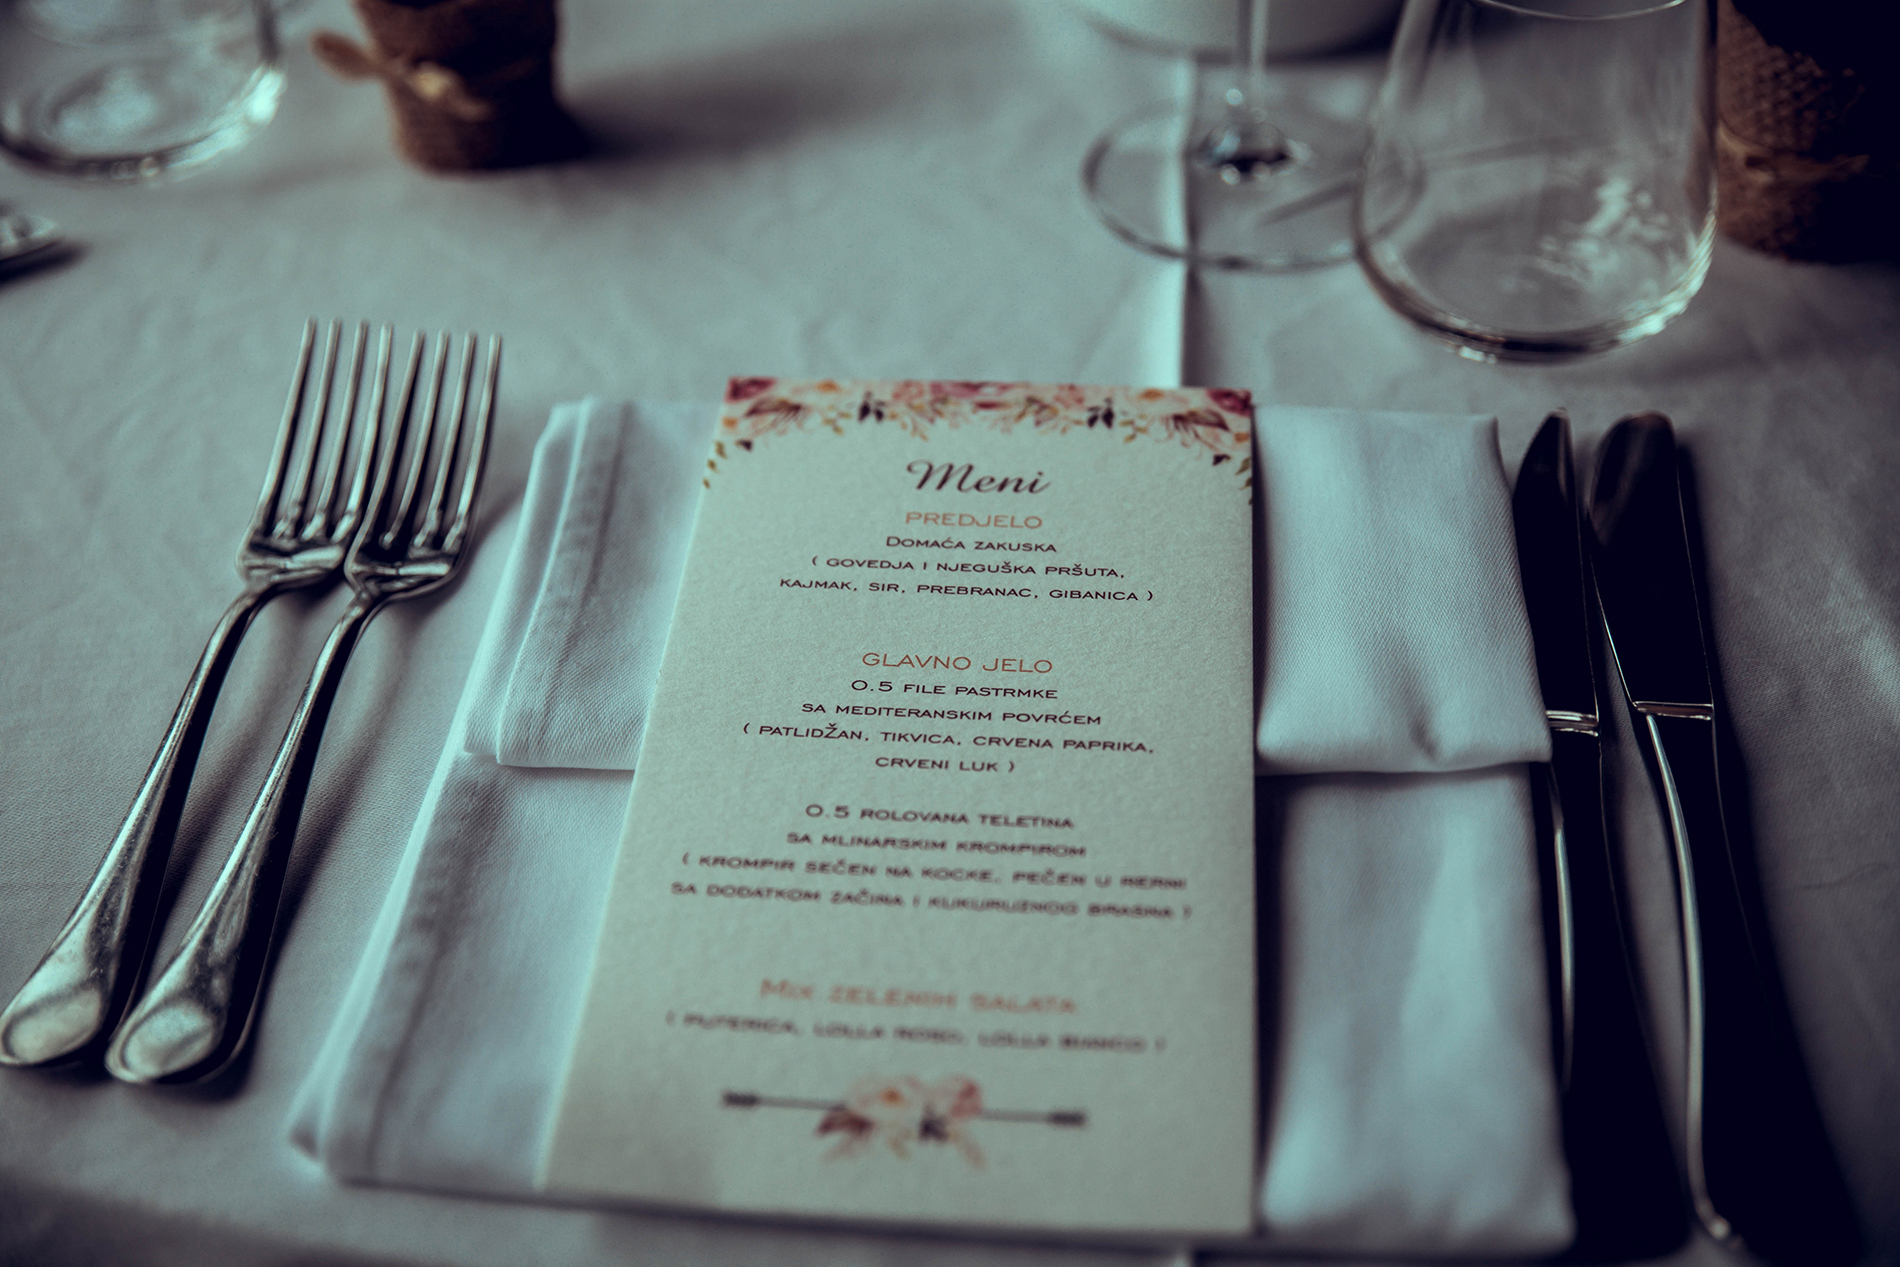 Meni
PREDJELO
DOMAĆA ZAKUSKA
( GOVEDJA I NJEGUŠKA PRŠUTA,
KAJMAK, SIR, PREBRANAC, GIBANICA )
GLAVNO JELO
0.5 FILE PASTRMKE
SA MEDITERANSKIM POVRĆEM
( PATLIDŽAN, TIKVICA, CRVENA PAPRIKA,
CRVENI LUK )
0.5 ROLOVANA TELETINA
SA MLINARSKIM KROMPIROM
( KROMPIR SEČEN NA KOCKE, PEČEN U RERNI
SA DODATKOM ZAČINA I KUKURUZNOG BRAŠNA )
MIX ZELENIH SALATA
( PUTERICA, LOLLA ROSO, LOLLA BIANCO )